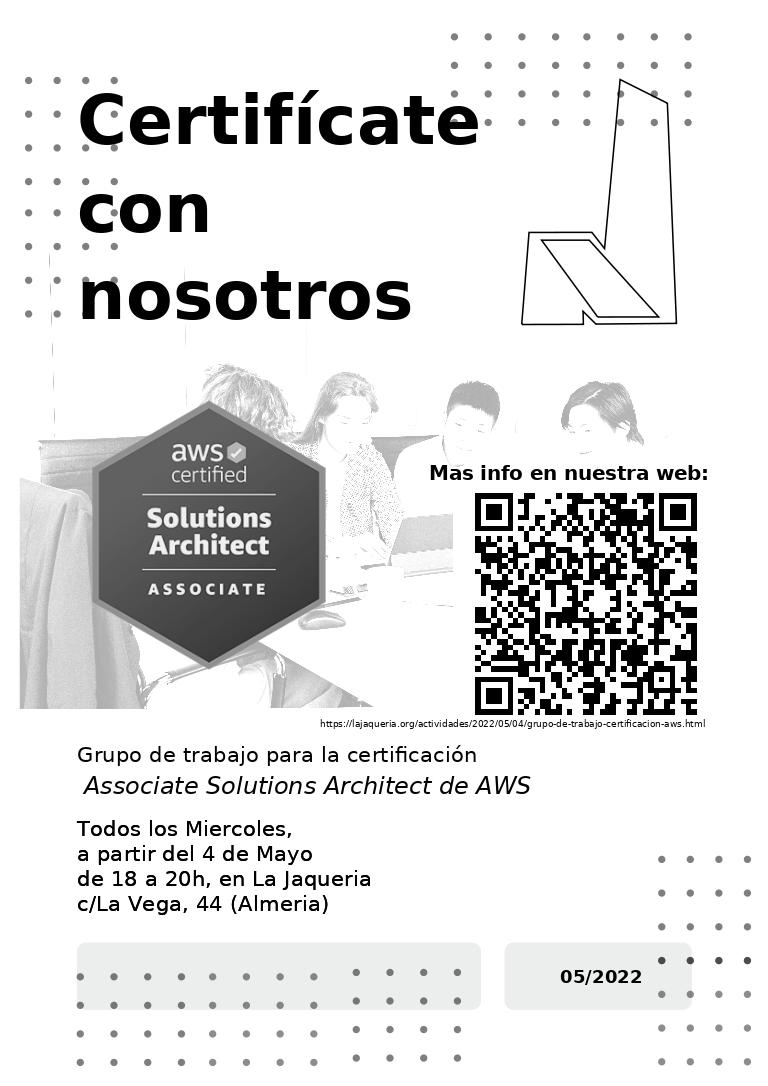 Certifícate
con
nosotros
aws
certified
Solutions
Architect
ASSOCIATE
Mas info en nuestra web:
https://lajaqueria.org/actividades/2022/05/04/grupo-de-trabajo-certificacion-aws.html
Grupo de trabajo para la certificación
Associate Solutions Architect de AWS
Todos los Miercoles,
a partir del 4 de Mayo
de 18 a 20h, en La Jaqueria
c/La Vega, 44 (Almeria)
05/2022